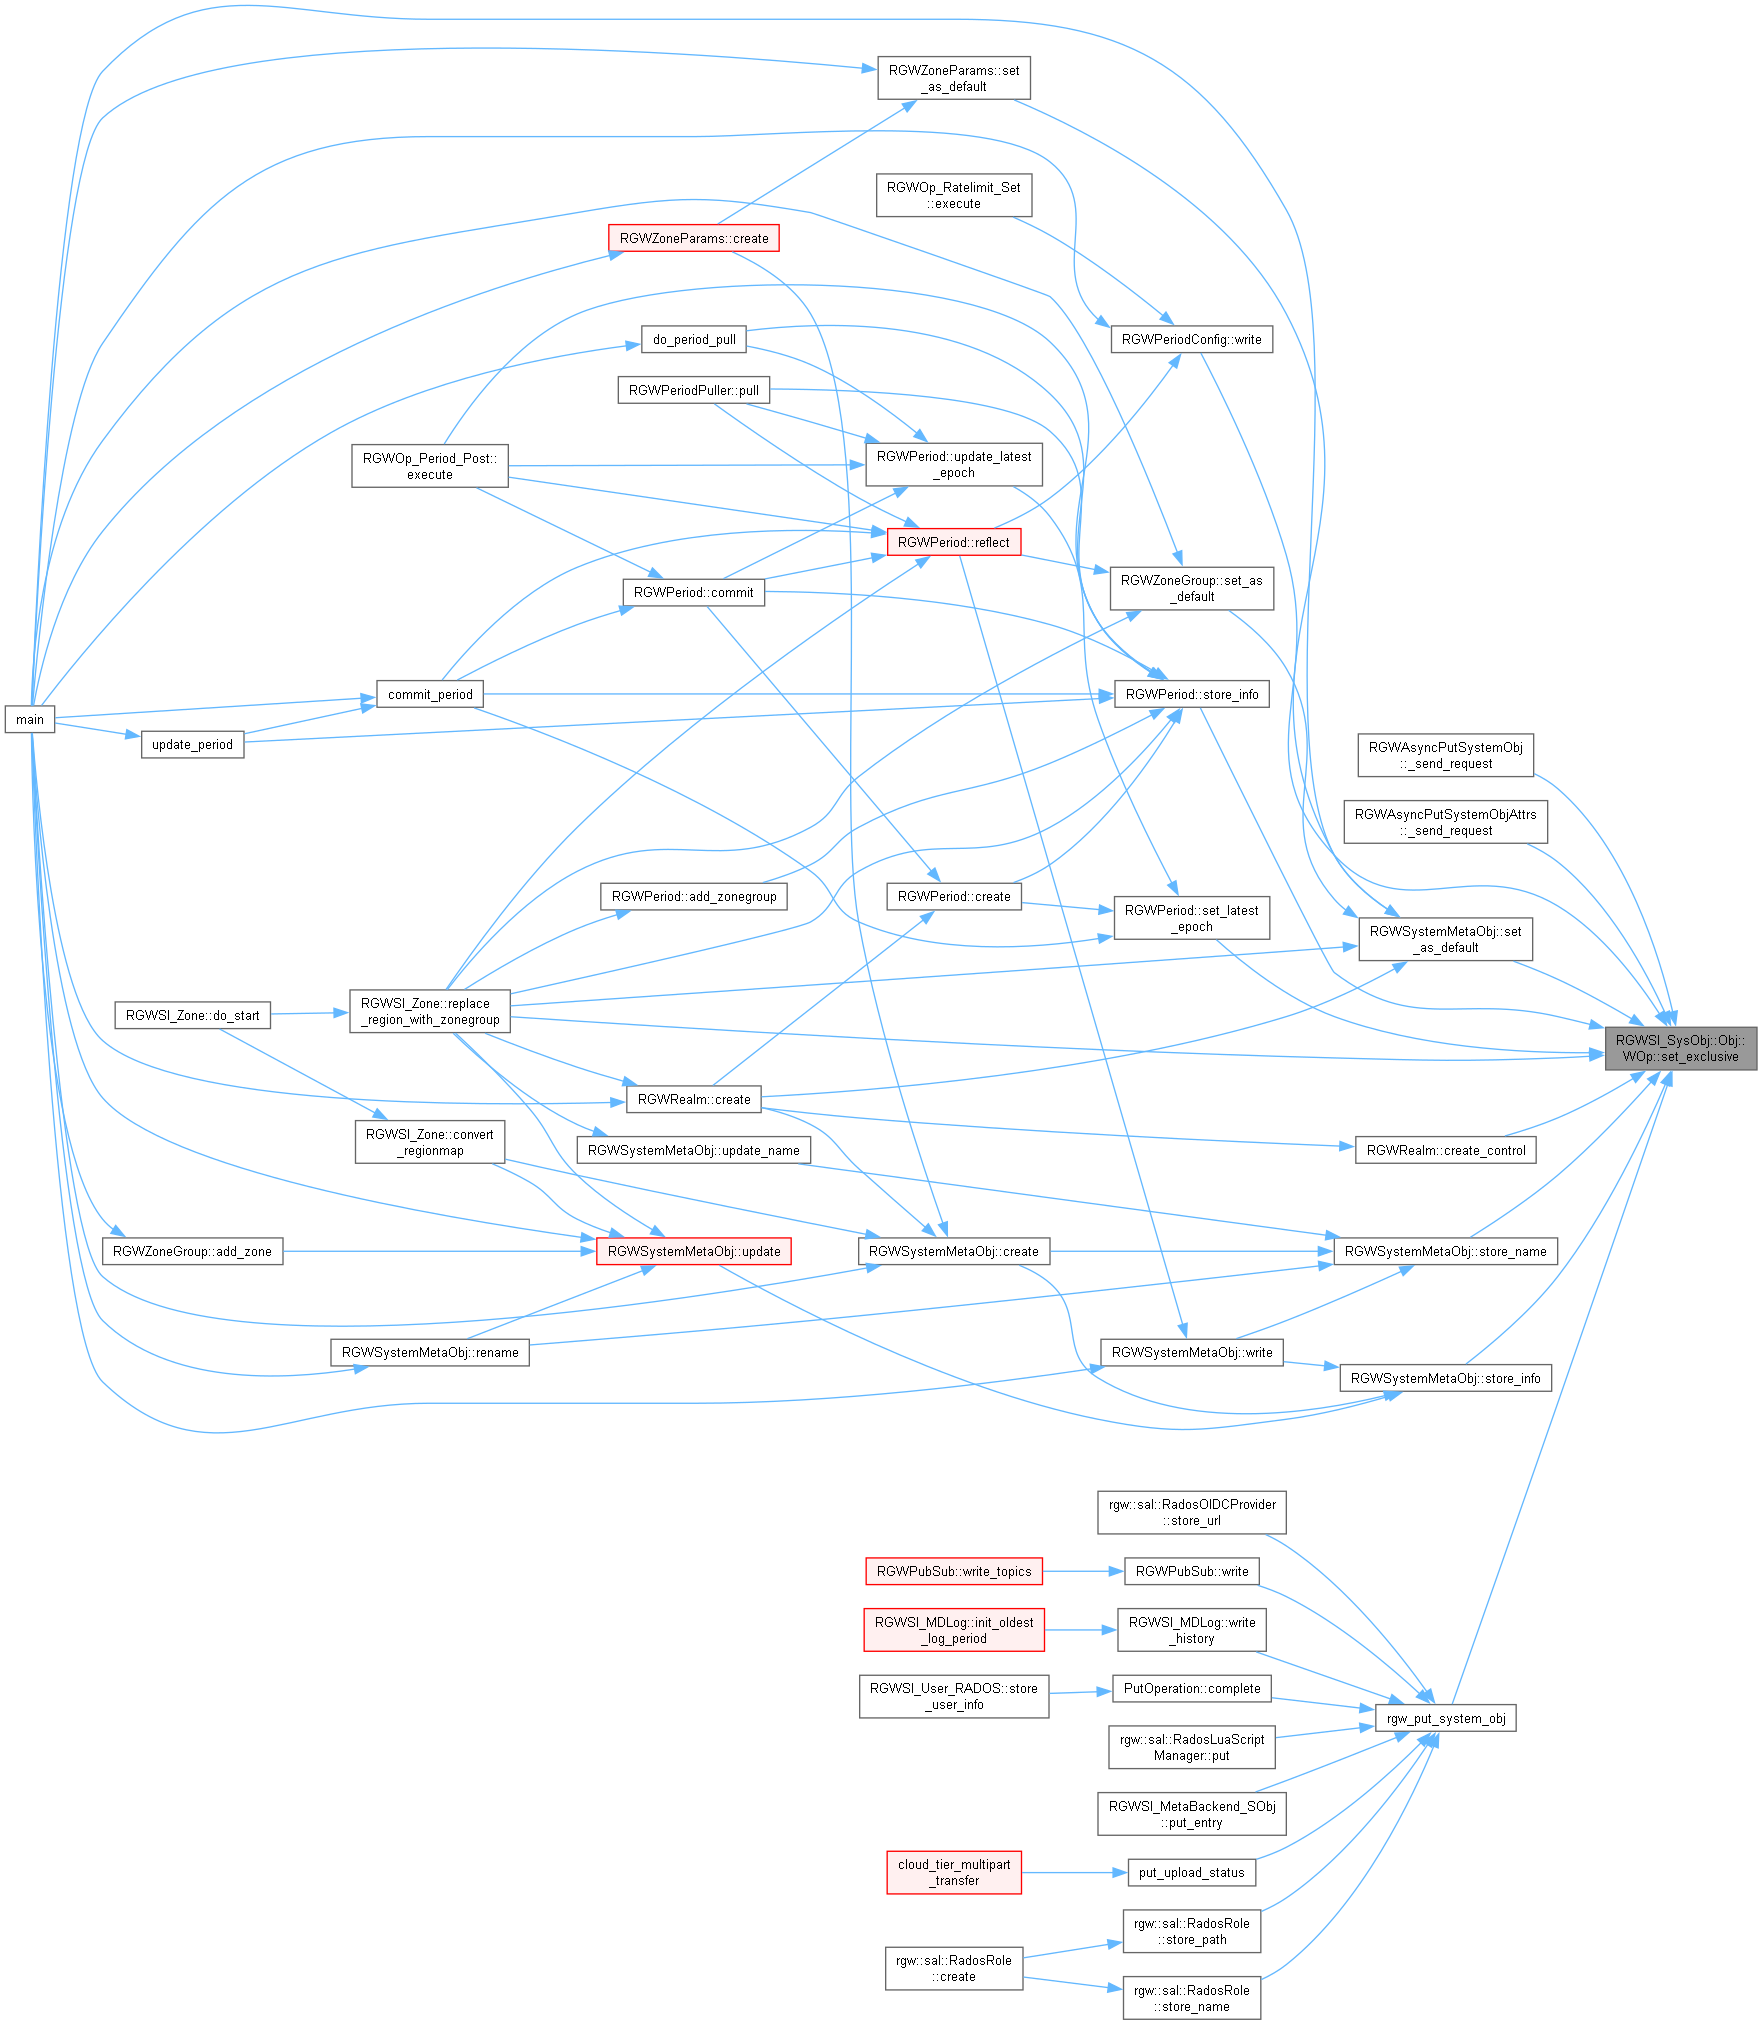 RGWZoneParams::set
_as_default
RGWOp_Ratelimit_Set
::execute
RGWZoneParams::create
RGWPeriodConfig::write
do_period_pull
RGWPeriodPuller::pull
RGWPeriod::update_latest
_epoch
RGWOp_Period_Post::
execute
RGWPeriod::reflect
RGWZoneGroup::set_as
_default
RGWPeriod::commit
commit_period
RGWPeriod::store_info
main
update_period
RGWAsyncPutSystemObj
::_send_request
RGWAsyncPutSystemObjAttrs
::_send_request
RGWPeriod::add_zonegroup
RGWPeriod::create
RGWPeriod::set_latest
_epoch
RGWSystemMetaObj::set
_as_default
RGWSI_Zone::do_start
RGWSI_Zone::replace
_region_with_zonegroup
RGWSI_SysObj::Obj::
WOp::set_exclusive
RGWRealm::create
RGWSI_Zone::convert
_regionmap
RGWSystemMetaObj::update_name
RGWRealm::create_control
RGWZoneGroup::add_zone
RGWSystemMetaObj::update
RGWSystemMetaObj::create
RGWSystemMetaObj::store_name
RGWSystemMetaObj::rename
RGWSystemMetaObj::write
RGWSystemMetaObj::store_info
rgw::sal::RadosOIDCProvider
::store_url
RGWPubSub::write_topics
RGWPubSub::write
RGWSI_MDLog::init_oldest
_log_period
RGWSI_MDLog::write
_history
RGWSI_User_RADOS::store
_user_info
PutOperation::complete
rgw_put_system_obj
rgw::sal::RadosLuaScript
Manager::put
RGWSI_MetaBackend_SObj
::put_entry
cloud_tier_multipart
_transfer
put_upload_status
rgw::sal::RadosRole
::store_path
rgw::sal::RadosRole
::create
rgw::sal::RadosRole
::store_name